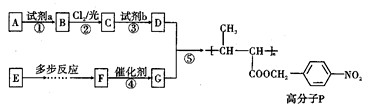 A 试剂a ① B Cl₂/光 ② C 试剂b ③ D
⑤
E 多步反应 F 催化剂 ④ G
CH₃
CH—CH
COOCH₂ NO₂
高分子P